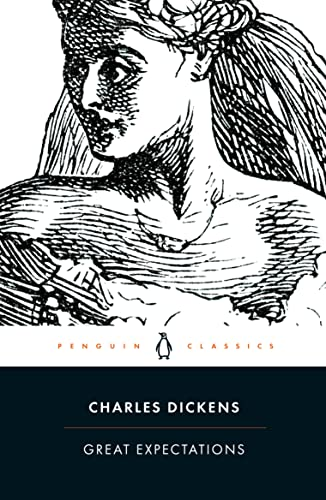 PENGUIN CLASSICS
CHARLES DICKENS
GREAT EXPECTATIONS